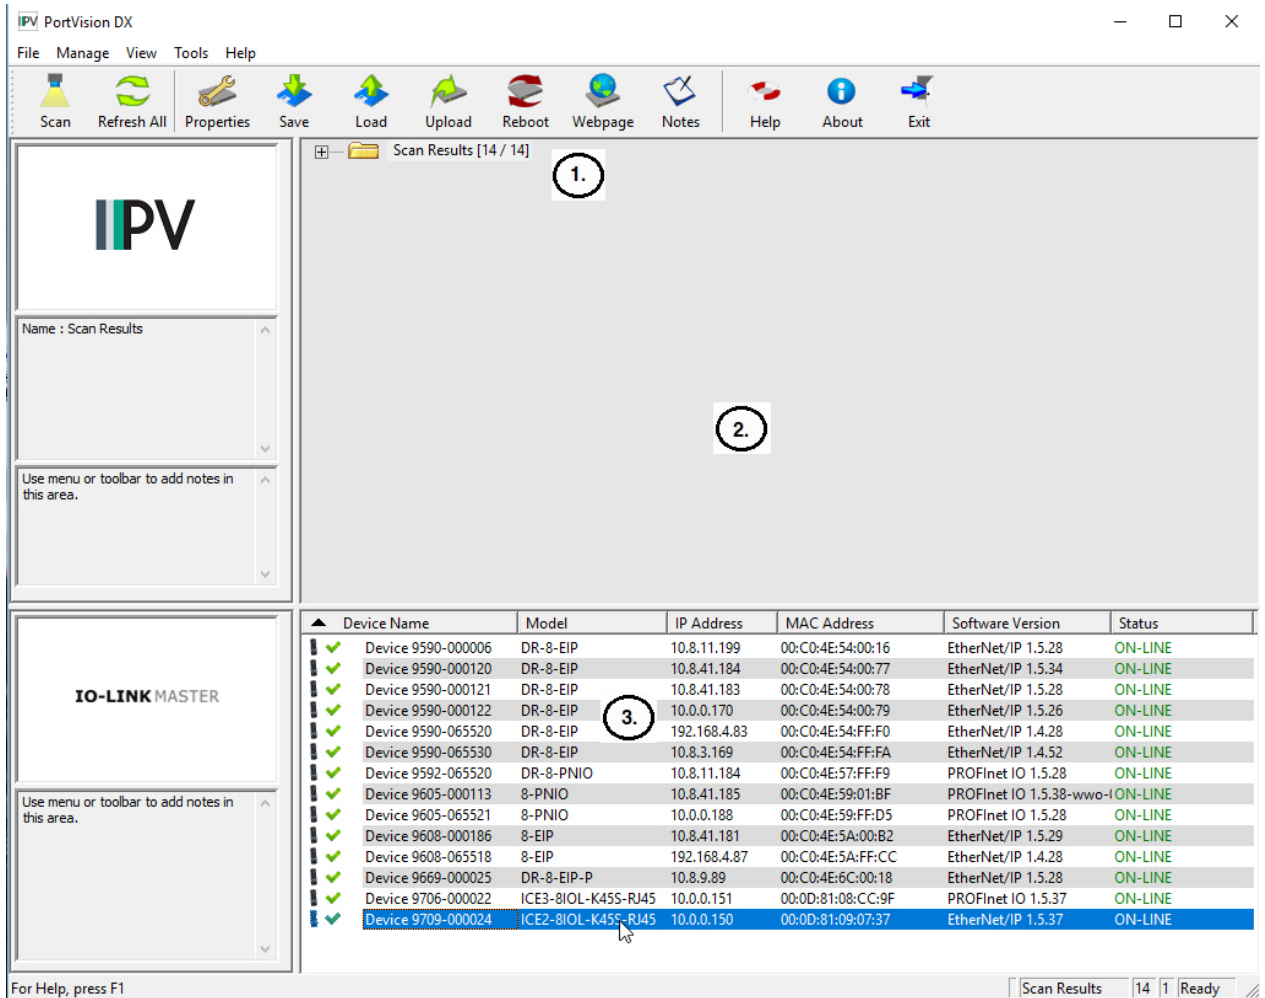 PV PortVision DX
File Manage View Tools Help
Scan Refresh All Properties Save Load Upload Reboot Webpage Notes Help About Exit
Scan Results [14 / 14]
1.
PV
Name : Scan Results
2.
Use menu or toolbar to add notes in
this area.
Device Name Model IP Address MAC Address Software Version Status
Device 9590-000006 DR-8-EIP 10.8.11.199 00:C0:4E:54:00:16 EtherNet/IP 1.5.28 ON-LINE
Device 9590-000120 DR-8-EIP 10.8.41.184 00:C0:4E:54:00:77 EtherNet/IP 1.5.34 ON-LINE
Device 9590-000121 DR-8-EIP 10.8.41.183 00:C0:4E:54:00:78 EtherNet/IP 1.5.28 ON-LINE
Device 9590-000122 DR-8-EIP 10.0.0.170 00:C0:4E:54:00:79 EtherNet/IP 1.5.26 ON-LINE
3.
Device 9590-065520 DR-8-EIP 192.168.4.83 00:C0:4E:54:FF:F0 EtherNet/IP 1.4.28 ON-LINE
Device 9590-065530 DR-8-EIP 10.8.3.169 00:C0:4E:54:FF:FA EtherNet/IP 1.4.52 ON-LINE
Device 9592-065520 DR-8-PNIO 10.8.11.184 00:C0:4E:57:FF:F9 PROFInet IO 1.5.28 ON-LINE
Device 9605-000113 8-PNIO 10.8.41.185 00:C0:4E:59:01:BF PROFInet IO 1.5.38-wwo-( ON-LINE
Device 9605-065521 8-PNIO 10.0.0.188 00:C0:4E:59:FF:D5 PROFInet IO 1.5.28 ON-LINE
Device 9608-000186 8-EIP 10.8.41.181 00:C0:4E:5A:00:B2 EtherNet/IP 1.5.29 ON-LINE
Device 9608-065518 8-EIP 192.168.4.87 00:C0:4E:5A:FF:CC EtherNet/IP 1.4.28 ON-LINE
Device 9669-000025 DR-8-EIP-P 10.8.9.89 00:C0:4E:6C:00:18 EtherNet/IP 1.5.28 ON-LINE
Device 9706-000022 ICE3-8IOL-K45S-RJ45 10.0.0.151 00:0D:81:08:CC:9F PROFInet IO 1.5.37 ON-LINE
Device 9709-000024 ICE2-8IOL-K45S-RJ45 10.0.0.150 00:0D:81:09:07:37 EtherNet/IP 1.5.37 ON-LINE
IO-LINK MASTER
Use menu or toolbar to add notes in
this area.
For Help, press F1
Scan Results 14 1 Ready